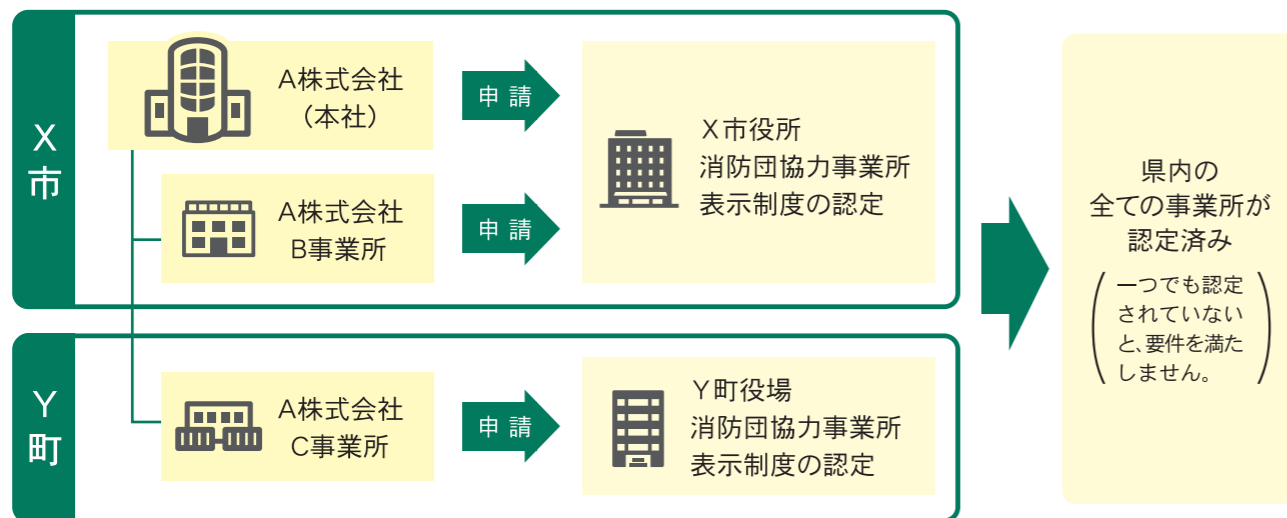 X市
A株式会社
（本社）
申請
A株式会社
B事業所
申請
X市役所
消防団協力事業所
表示制度の認定
Y町
A株式会社
C事業所
申請
Y町役場
消防団協力事業所
表示制度の認定
県内の
全ての事業所が
認定済み
（一つでも認定
されていない
と、要件を満た
しません。）